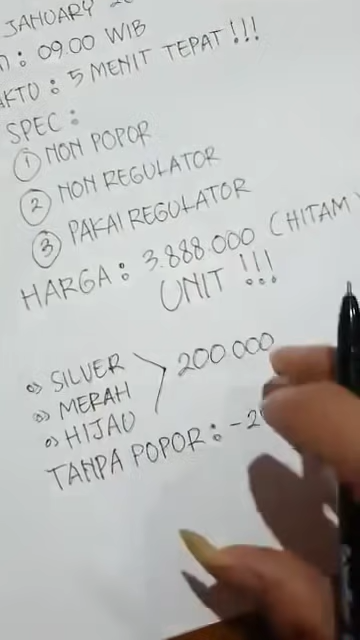 JANUARY
: 09.00 WIB
: 5 MENIT TEPAT !!!
SPEC :
① NON POPOR
② NON REGULATOR
③ PAKAI REGULATOR
HARGA : 3.888.000 (HITAM)
UNIT !!!
SILVER
MERAH
HIJAU
200.000
TANPA POPOR : -2